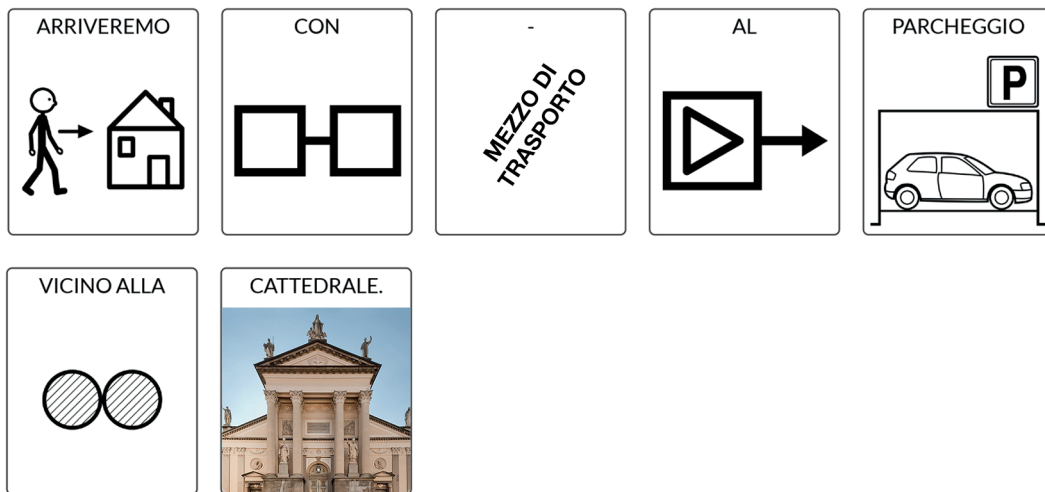 ARRIVEREMO
CON
-
MEZZO DI
TRASPORTO
AL
PARCHEGGIO
P
VICINO ALLA
CATTEDRALE.